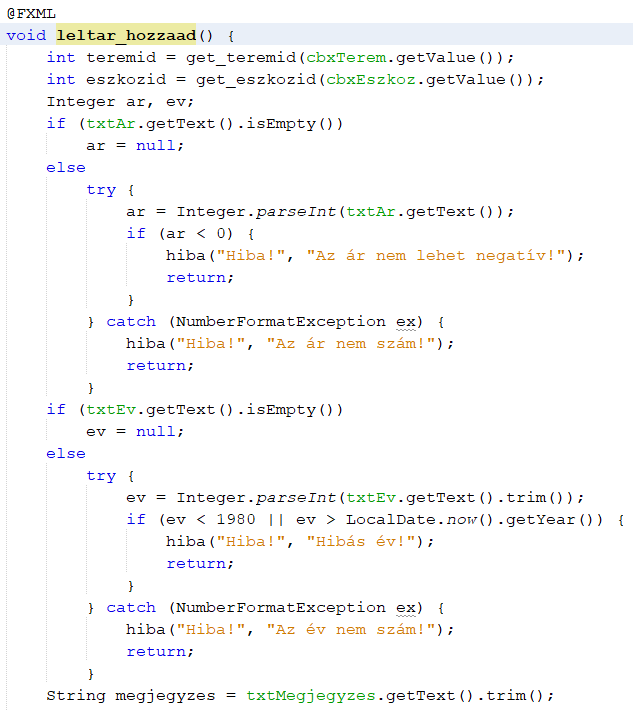 @FXML
void leltar_hozzaad() {
    int teremid = get_teremid(cbxTerem.getValue());
    int eszkozid = get_eszkozid(cbxEszkoz.getValue());
    Integer ar, ev;
    if (txtAr.getText().isEmpty())
        ar = null;
    else
        try {
            ar = Integer.parseInt(txtAr.getText());
            if (ar < 0) {
                hiba("Hiba!", "Az ár nem lehet negatív!");
                return;
            }
        } catch (NumberFormatException ex) {
            hiba("Hiba!", "Az ár nem szám!");
            return;
        }
    if (txtEv.getText().isEmpty())
        ev = null;
    else
        try {
            ev = Integer.parseInt(txtEv.getText().trim());
            if (ev < 1980 || ev > LocalDate.now().getYear()) {
                hiba("Hiba!", "Hibás év!");
                return;
            }
        } catch (NumberFormatException ex) {
            hiba("Hiba!", "Az év nem szám!");
            return;
        }
    String megjegyzes = txtMegjegyzes.getText().trim();